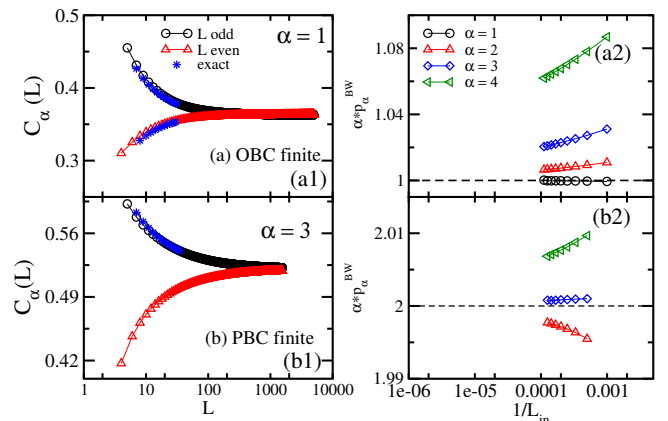 0.5
0.4
0.3
C_α(L)
L odd
L even
exact
α = 1
(a) OBC finite
(a1)
0.56
0.49
0.42
C_α(L)
α = 3
(b) PBC finite
(b1)
1 10 100 1000 10000
L
1.08
1.04
1
α*p_α^BW
α = 1
α = 2
α = 3
α = 4
(a2)
2.01
2
1.99
α*p_α^BW
(b2)
1e-06 1e-05 0.0001 0.001
1/L_in